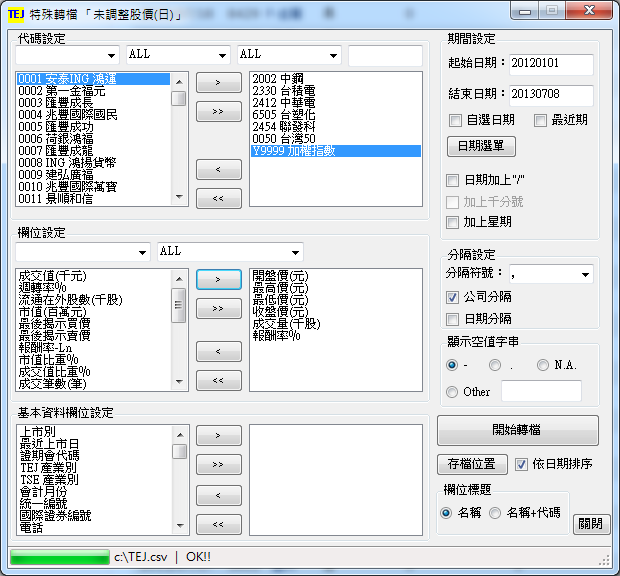 TEJ 特殊轉檔 「未調整股價(日)」
代碼設定
ALL ALL
0001 安泰ING 鴻運
0002 第一金福元
0003 匯豐成長
0004 兆豐國際國民
0005 匯豐成功
0006 荷銀鴻福
0007 匯豐成龍
0008 ING 鴻揚貨幣
0009 建弘廣福
0010 兆豐國際萬寶
0011 景順和信
>
>>
<
<<
2002 中鋼
2330 台積電
2412 中華電
6505 台塑化
2454 聯發科
0050 台灣50
Y9999 加權指數
欄位設定
ALL
成交值(千元)
週轉率%
流通在外股數(千股)
市值(百萬元)
最後揭示買價
最後揭示賣價
報酬率-Ln
市值比重%
成交值比重%
成交筆數(筆)
>
>>
<
<<
開盤價(元)
最高價(元)
最低價(元)
收盤價(元)
成交量(千股)
報酬率%
基本資料欄位設定
上市別
最近上市日
證期會代碼
TEJ 產業別
TSE 產業別
會計月份
統一編號
國際證券編號
電話
>
>>
<
<<
期間設定
起始日期： 20120101
結束日期： 20130708
自選日期 最近期
日期選單
日期加上"/"
加上千分號
加上星期
分隔設定
分隔符號： ,
公司分隔
日期分隔
顯示空值字串
- . N.A.
Other
開始轉檔
存檔位置 依日期排序
欄位標題
名稱 名稱+代碼
關閉
c:\TEJ.csv | OK!!